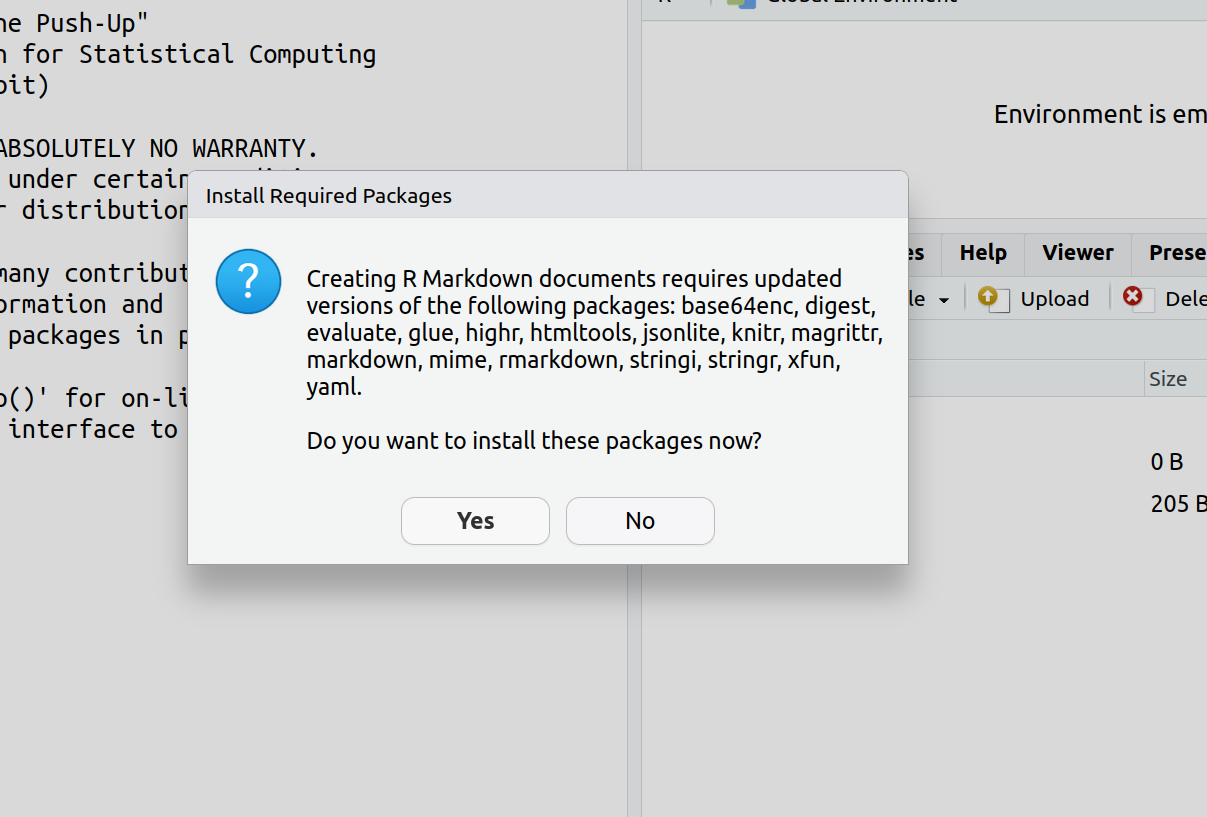 ne Push-Up"
n for Statistical Computing
bit)
ABSOLUTELY NO WARRANTY.
under certain
r distribution
many contribut
ormation and
packages in p
o()' for on-li
interface to
Global Environment
Environment is em
es Help Viewer Prese
le Upload Dele
Size
0 B
205 B
Install Required Packages
?
Creating R Markdown documents requires updated
versions of the following packages: base64enc, digest,
evaluate, glue, highr, htmltools, jsonlite, knitr, magrittr,
markdown, mime, rmarkdown, stringi, stringr, xfun,
yaml.
Do you want to install these packages now?
Yes No